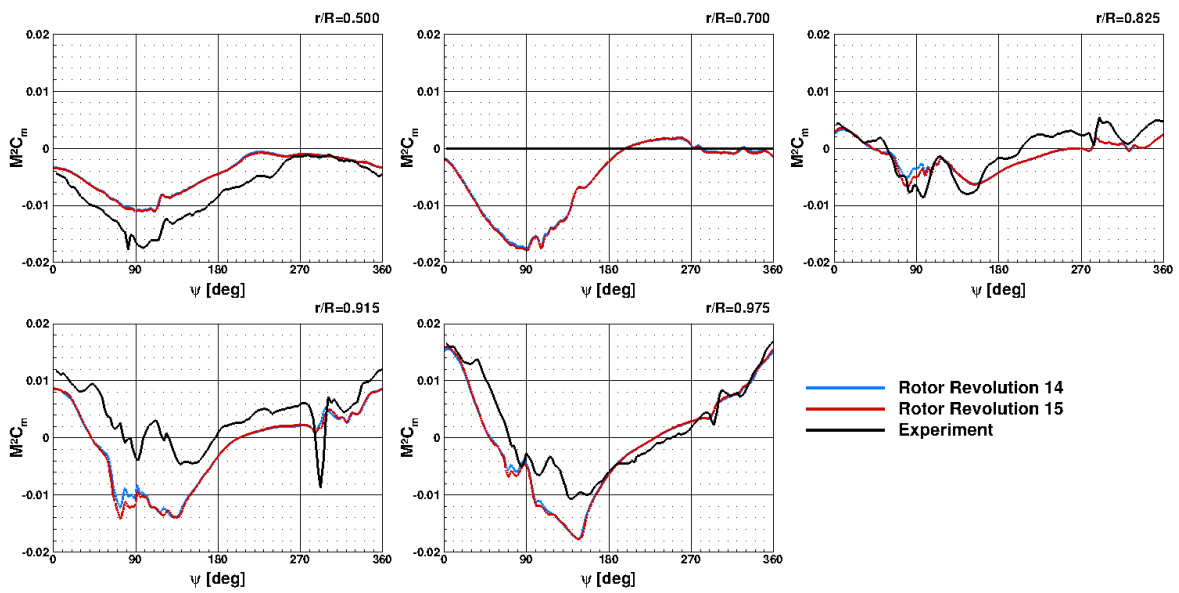 r/R=0.500
0.02
0.01
0
-0.01
-0.02
M²Cm
0 90 180 270 360
ψ [deg]
r/R=0.700
0.02
0.01
0
-0.01
-0.02
M²Cm
0 90 180 270 360
ψ [deg]
r/R=0.825
0.02
0.01
0
-0.01
-0.02
M²Cm
0 90 180 270 360
ψ [deg]
r/R=0.915
0.02
0.01
0
-0.01
-0.02
M²Cm
0 90 180 270 360
ψ [deg]
r/R=0.975
0.02
0.01
0
-0.01
-0.02
M²Cm
0 90 180 270 360
ψ [deg]
Rotor Revolution 14
Rotor Revolution 15
Experiment